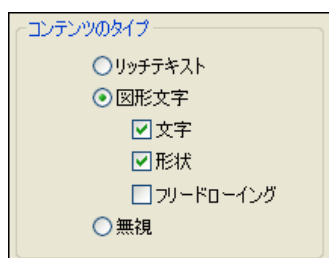 コンテンツのタイプ
リッチテキスト
図形文字
文字
形状
フリードローイング
無視